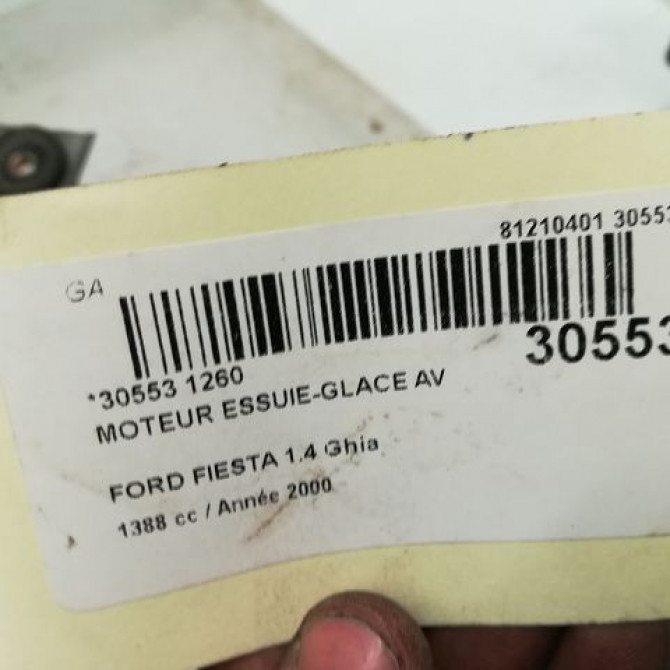 81210401 30553
GA
30553
*30553 1260
MOTEUR ESSUIE-GLACE AV
FORD FIESTA 1.4 Ghia
1388 cc / Année 2000